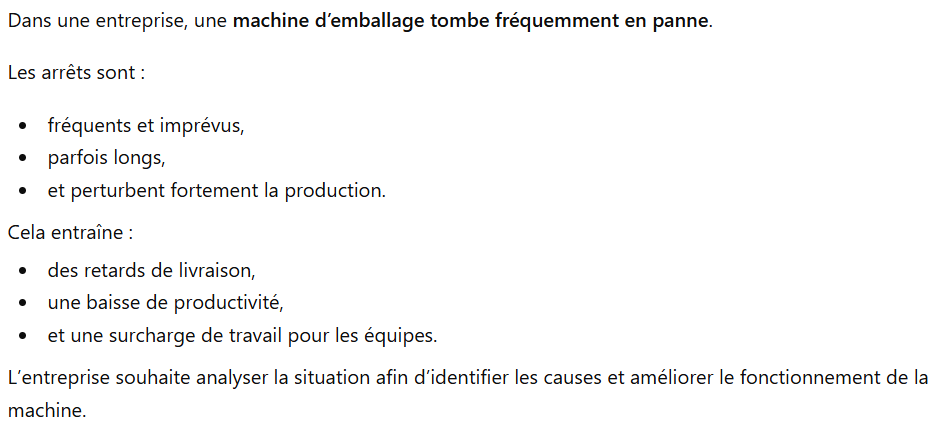 Dans une entreprise, une machine d’emballage tombe fréquemment en panne.
Les arrêts sont :
• fréquents et imprévus,
• parfois longs,
• et perturbent fortement la production.
Cela entraîne :
• des retards de livraison,
• une baisse de productivité,
• et une surcharge de travail pour les équipes.
L’entreprise souhaite analyser la situation afin d’identifier les causes et améliorer le fonctionnement de la
machine.